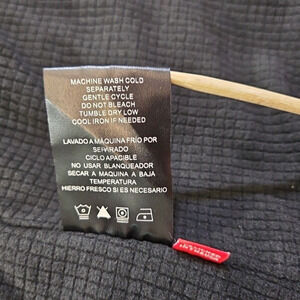 MACHINE WASH COLD
SEPARATELY
GENTLE CYCLE
DO NOT BLEACH
TUMBLE DRY LOW
COOL IRON IF NEEDED
LAVADO A MAQUINA FRIO POR
SEIVIRADO
CICLO APACIBLE
NO USAR BLANQUEADOR
SECAR A MAQUINA A BAJA
TEMPERATURA
HIERRO FRESCO SI ES NECESARIO